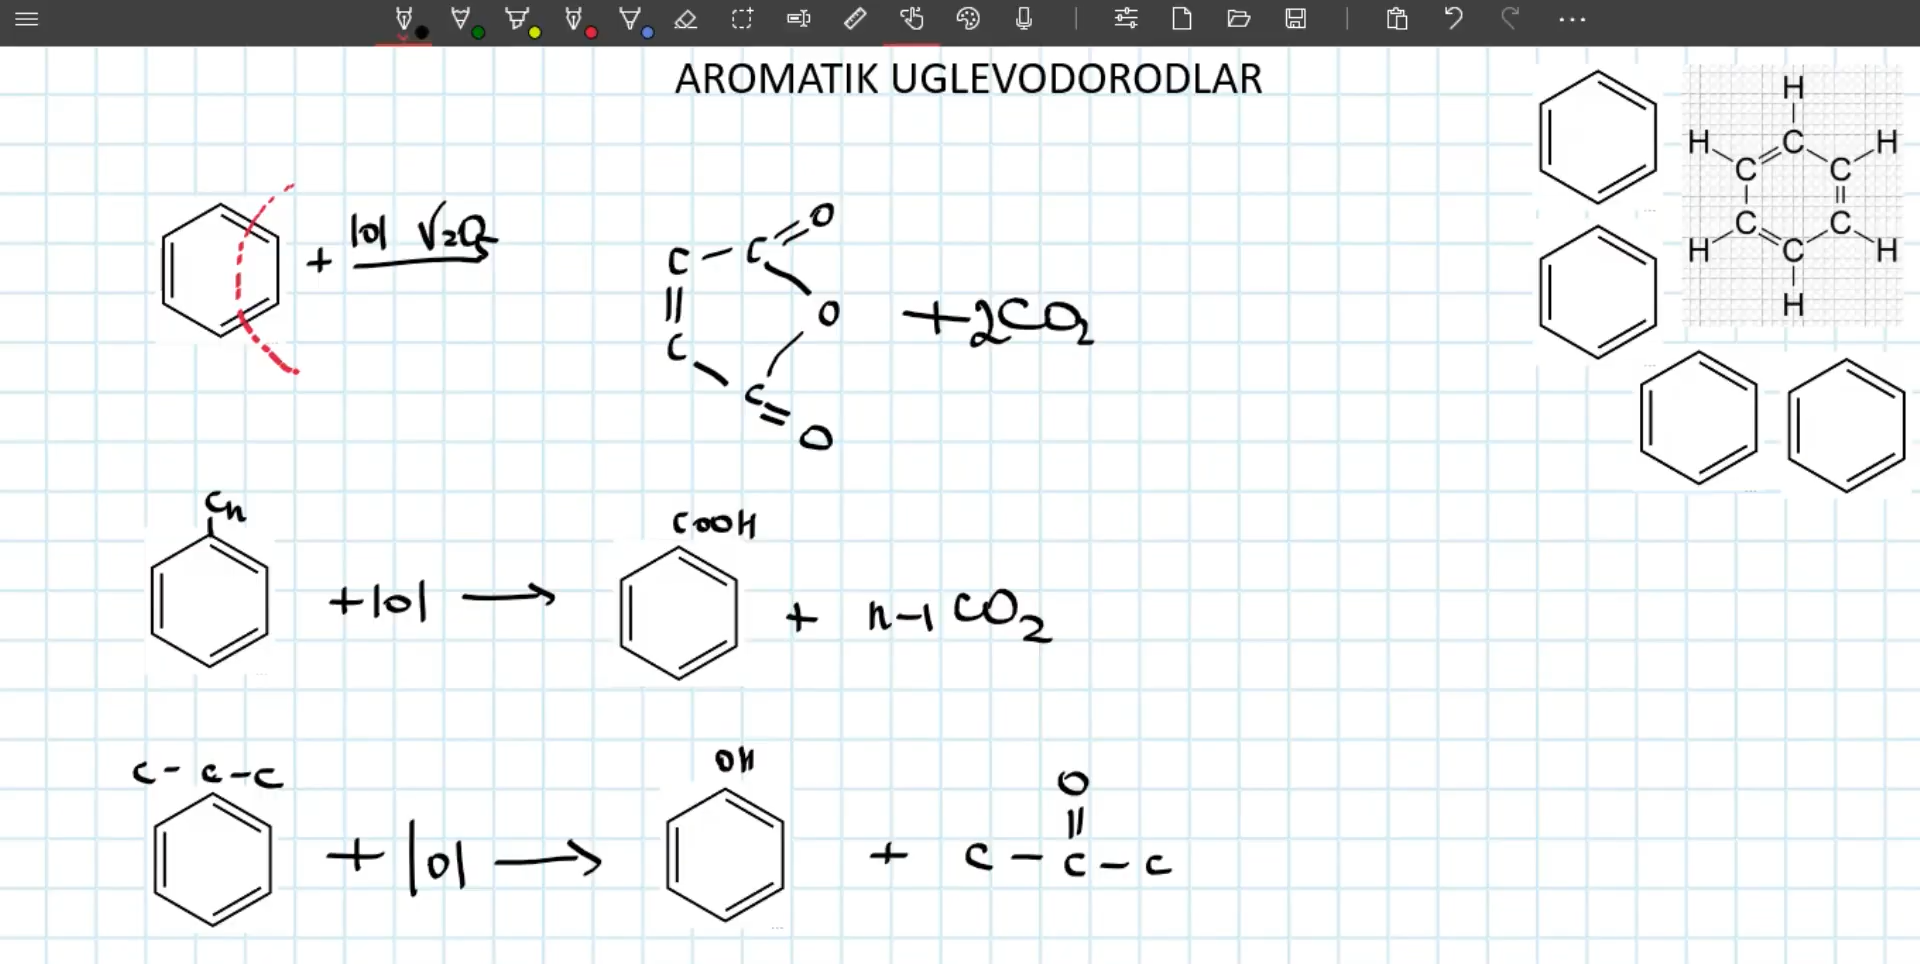 AROMATIK UGLEVODORODLAR
H
H C H
C C
C C
H C H
H
+ |o| V2O5
C - C = O
||
O
C
C = O
+ 2CO2
Cn
+ |o| → COOH + n-1 CO2
C - C - C
+ |o| → OH + C - C - C
||
O